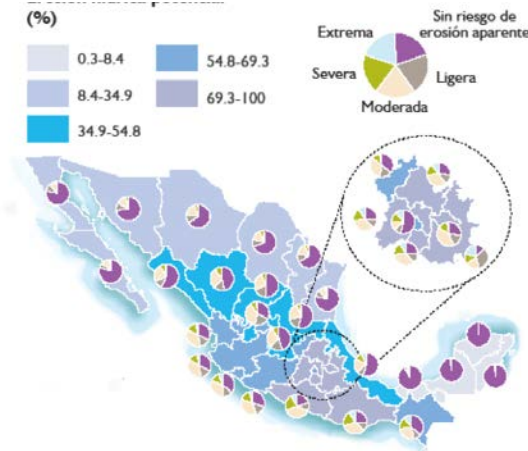 (%)
0.3-8.4
8.4-34.9
34.9-54.8
54.8-69.3
69.3-100
Extrema
Sin riesgo de
erosión aparente
Severa
Ligera
Moderada